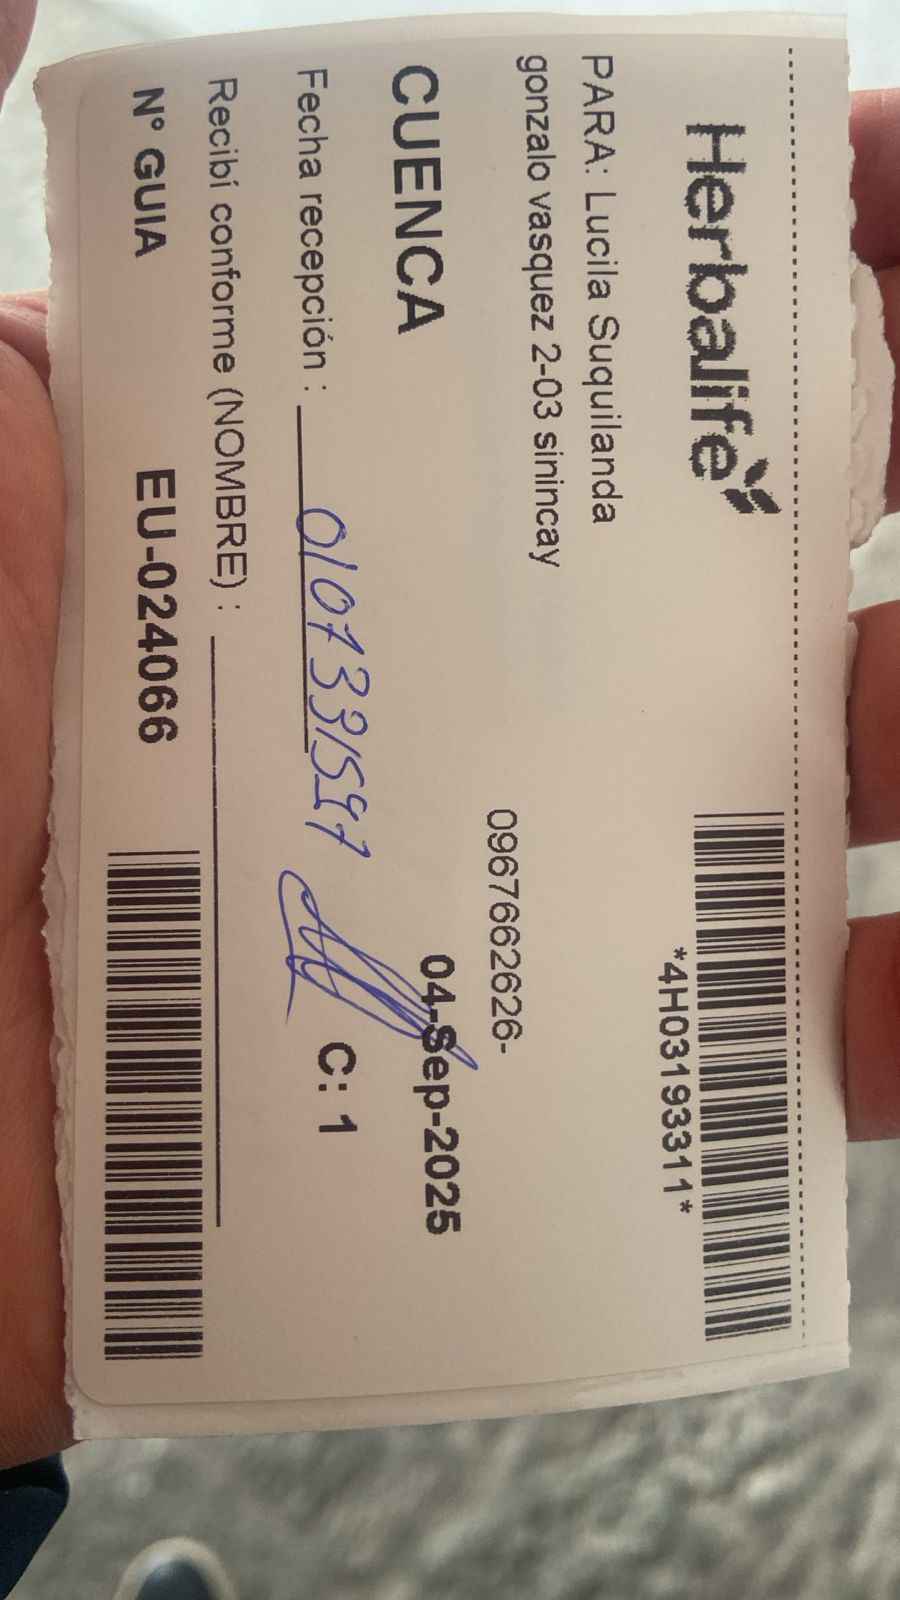 Herbalife
*4H03193311*
PARA: Lucila Suquilanda
gonzalo vasquez 2-03 sinincay
0967662626-
CUENCA
04-Sep-2025
Fecha recepción : 0107331597
C: 1
Recibí conforme (NOMBRE) :
N° GUIA EU-024066